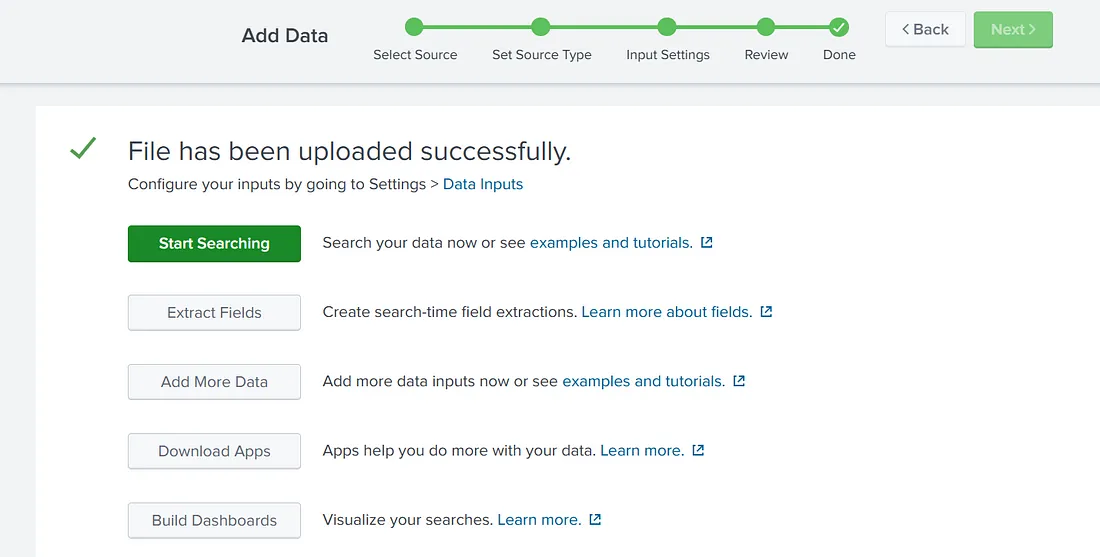 Add Data
Select Source
Set Source Type
Input Settings
Review
Done
< Back
Next >
File has been uploaded successfully.
Configure your inputs by going to Settings > Data Inputs
Start Searching
Search your data now or see examples and tutorials.
Extract Fields
Create search-time field extractions. Learn more about fields.
Add More Data
Add more data inputs now or see examples and tutorials.
Download Apps
Apps help you do more with your data. Learn more.
Build Dashboards
Visualize your searches. Learn more.